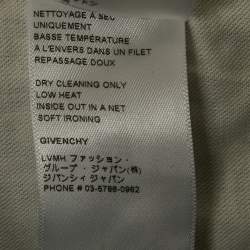 NETTOYAGE À SEC
UNIQUEMENT
BASSE TEMPÉRATURE
À L'ENVERS DANS UN FILET
REPASSAGE DOUX
DRY CLEANING ONLY
LOW HEAT
INSIDE OUT IN A NET
SOFT IRONING
GIVENCHY
LVMH ファッション・
グループ・ジャパン(株)
ジバンシィ ジャパン
PHONE # 03-5786-0962